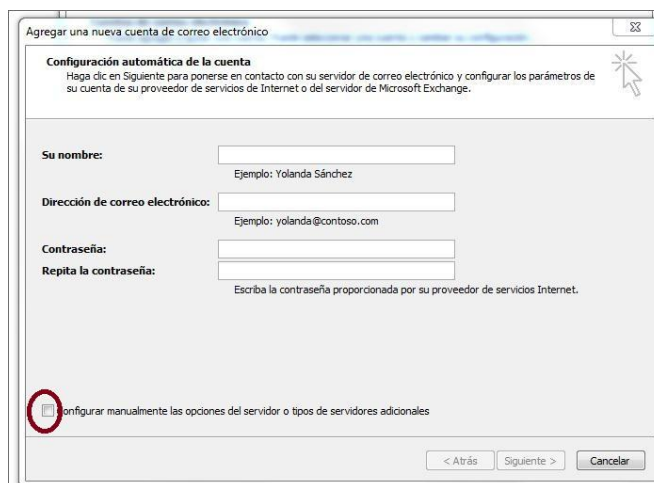 Agregar una nueva cuenta de correo electrónico
Configuración automática de la cuenta
Haga clic en Siguiente para ponerse en contacto con su servidor de correo electrónico y configurar los parámetros de
su cuenta de su proveedor de servicios de Internet o del servidor de Microsoft Exchange.
Su nombre:
Ejemplo: Yolanda Sánchez
Dirección de correo electrónico:
Ejemplo: yolanda@contoso.com
Contraseña:
Repita la contraseña:
Escriba la contraseña proporcionada por su proveedor de servicios Internet.
Configurar manualmente las opciones del servidor o tipos de servidores adicionales
< Atrás Siguiente > Cancelar